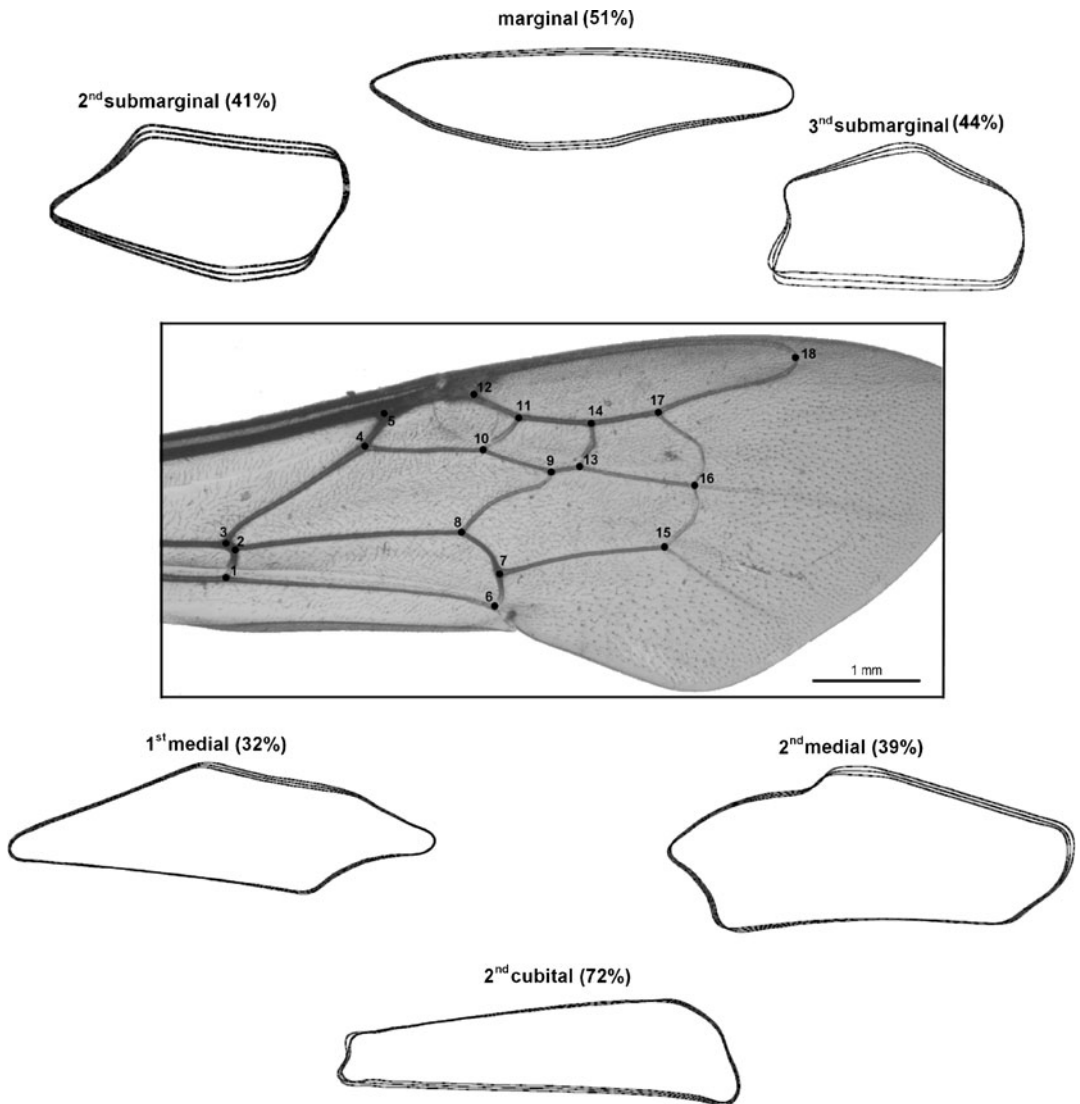 marginal (51%)
2nd submarginal (41%)
3nd submarginal (44%)
18
12
5
11
14
17
4
10
9
13
16
3
2
8
15
1
7
6
1 mm
1st medial (32%)
2nd medial (39%)
2nd cubital (72%)